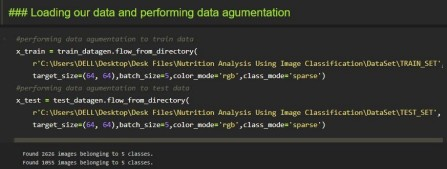 ### Loading our data and performing data agumentation
#performing data agumentation to train data
x_train = train_datagen.flow_from_directory(
r'C:\Users\DELL\Desktop\Desk Files\Nutrition Analysis Using Image Classification\DataSet\TRAIN_SET',
target_size=(64, 64),batch_size=5,color_mode='rgb',class_mode='sparse')
#performing data agumentation to test data
x_test = test_datagen.flow_from_directory(
r'C:\Users\DELL\Desktop\Desk Files\Nutrition Analysis Using Image Classification\DataSet\TEST_SET',
target_size=(64, 64),batch_size=5,color_mode='rgb',class_mode='sparse')
Found 2626 images belonging to 5 classes.
Found 1055 images belonging to 5 classes.